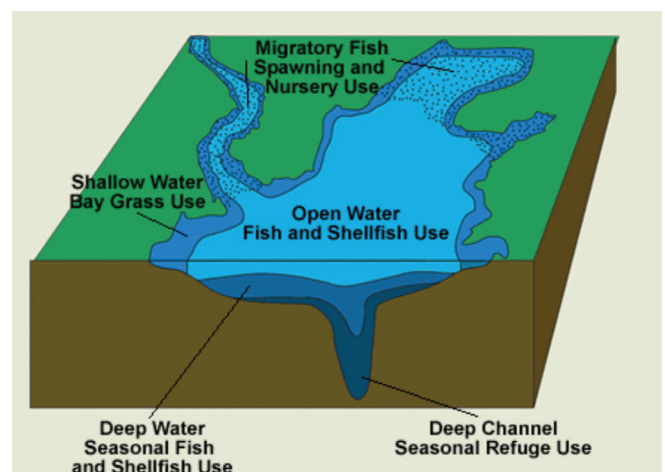 Migratory Fish
Spawning and
Nursery Use
Shallow Water
Bay Grass Use
Open Water
Fish and Shellfish Use
Deep Water
Seasonal Fish
and Shellfish Use
Deep Channel
Seasonal Refuge Use